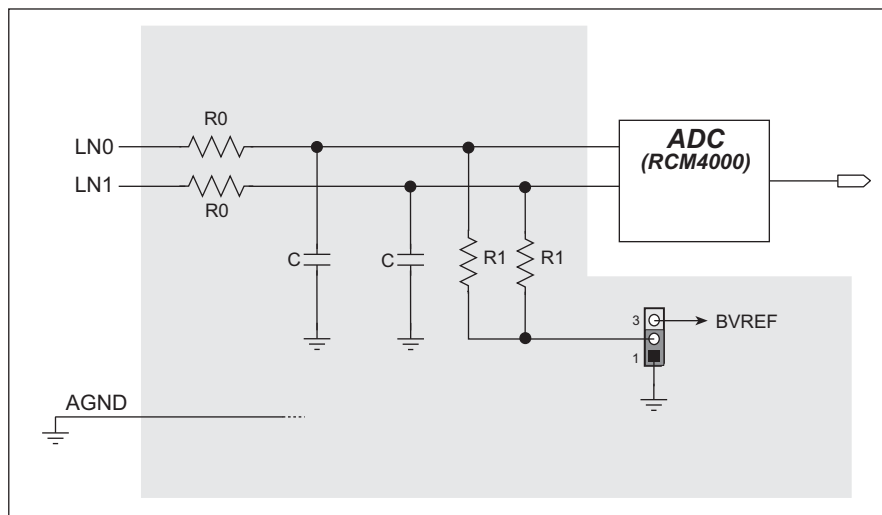 R0
LN0
ADC
(RCM4000)
LN1
R0
C
C
R1
R1
3
BVREF
1
AGND